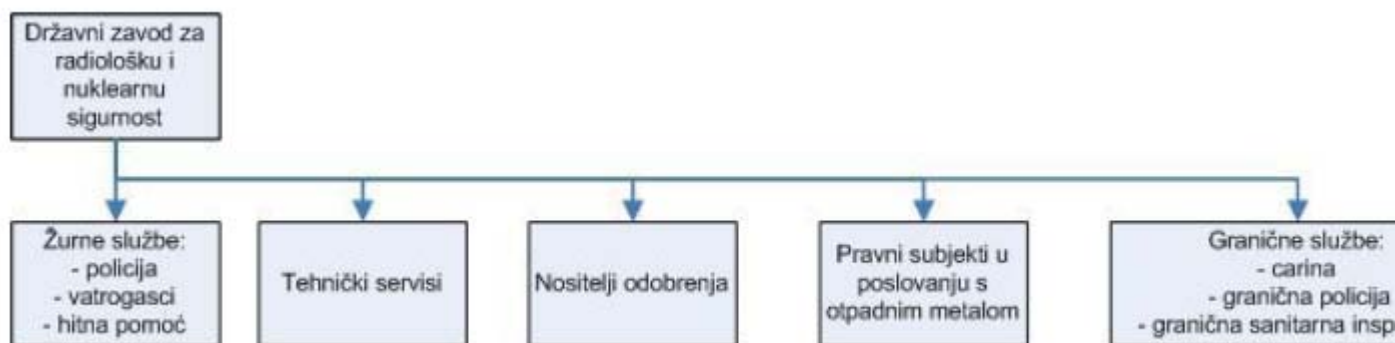 Državni zavod za
radiološku i
nuklearnu
sigurnost
Žurne službe:
- policija
- vatrogasci
- hitna pomoć
Tehnički servisi
Nositelji odobrenja
Pravni subjekti u
poslovanju s
otpadnim metalom
Granične službe:
- carina
- granična policija
- granična sanitarna